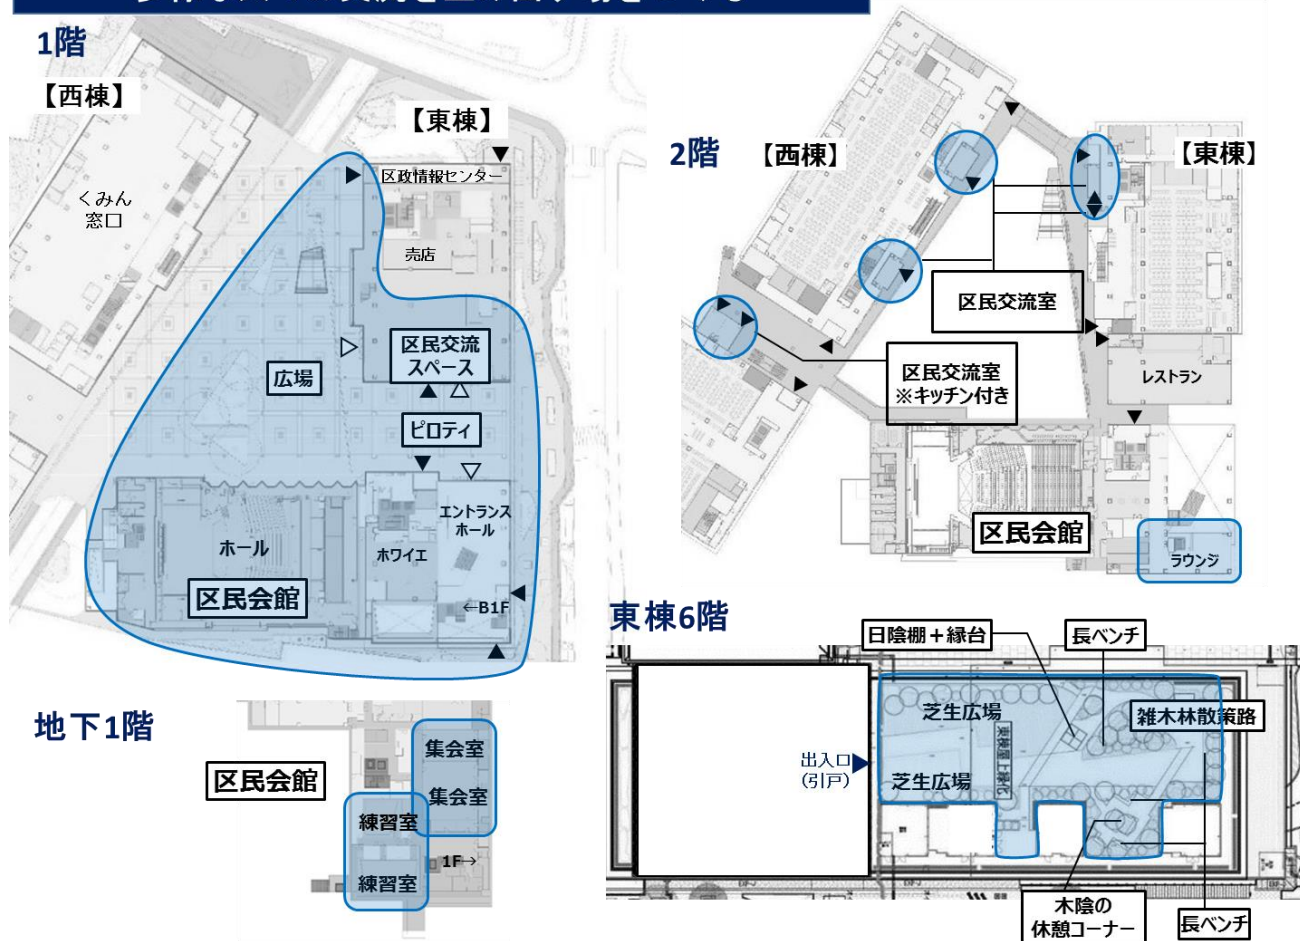 1階
【西棟】
【東棟】
くみん
窓口
区政情報センター
売店
区民交流
スペース
広場
ピロティ
エントランス
ホール
ホール
ホワイエ
区民会館
←B1F
2階
【西棟】
【東棟】
区民交流室
区民交流室
※キッチン付き
レストラン
区民会館
ラウンジ
地下1階
区民会館
集会室
集会室
練習室
練習室
1F→
東棟6階
日陰棚+縁台
長ベンチ
芝生広場
雑木林散策路
東棟屋上緑化
出入口
(引戸)
芝生広場
木陰の
休憩コーナー
長ベンチ